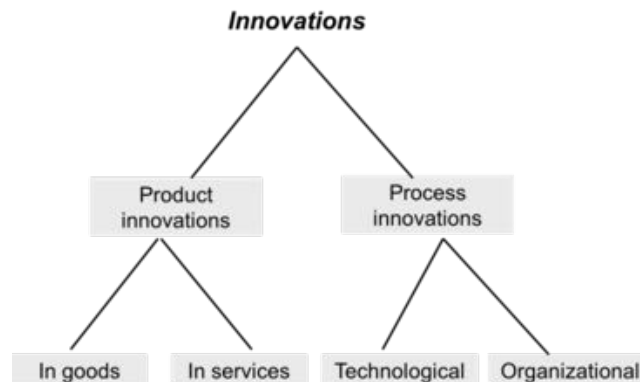 Innovations
Product
innovations
Process
innovations
In goods
In services
Technological
Organizational